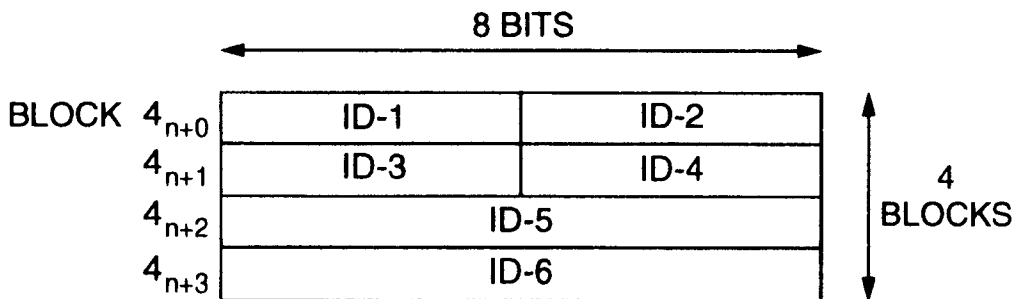 8 BITS
BLOCK 4n+0 ID-1 ID-2
4n+1 ID-3 ID-4
4n+2 ID-5
4n+3 ID-6
4
BLOCKS